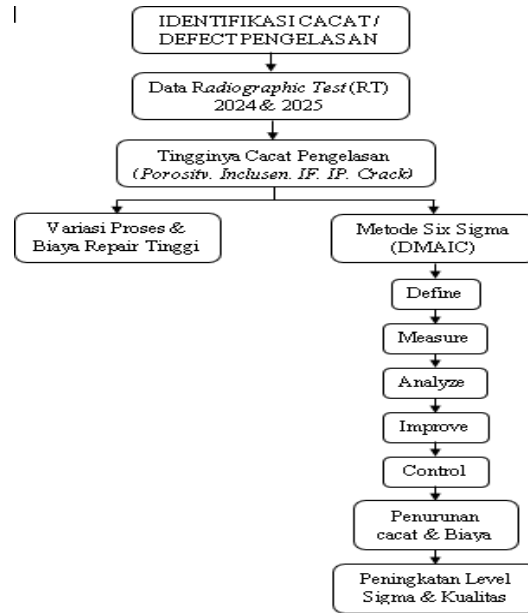 IDENTIFIKASI CACAT /
DEFECT PENGELASAN
Data Radiographic Test (RT)
2024 & 2025
Tingginya Cacat Pengelasan
(Porosity. Inclusen. IF. IP. Crack)
Variasi Proses &
Biaya Repair Tinggi
Metode Six Sigma
(DMAIC)
Define
Measure
Analyze
Improve
Control
Penurunan
cacat & Biaya
Peningkatan Level
Sigma & Kualitas